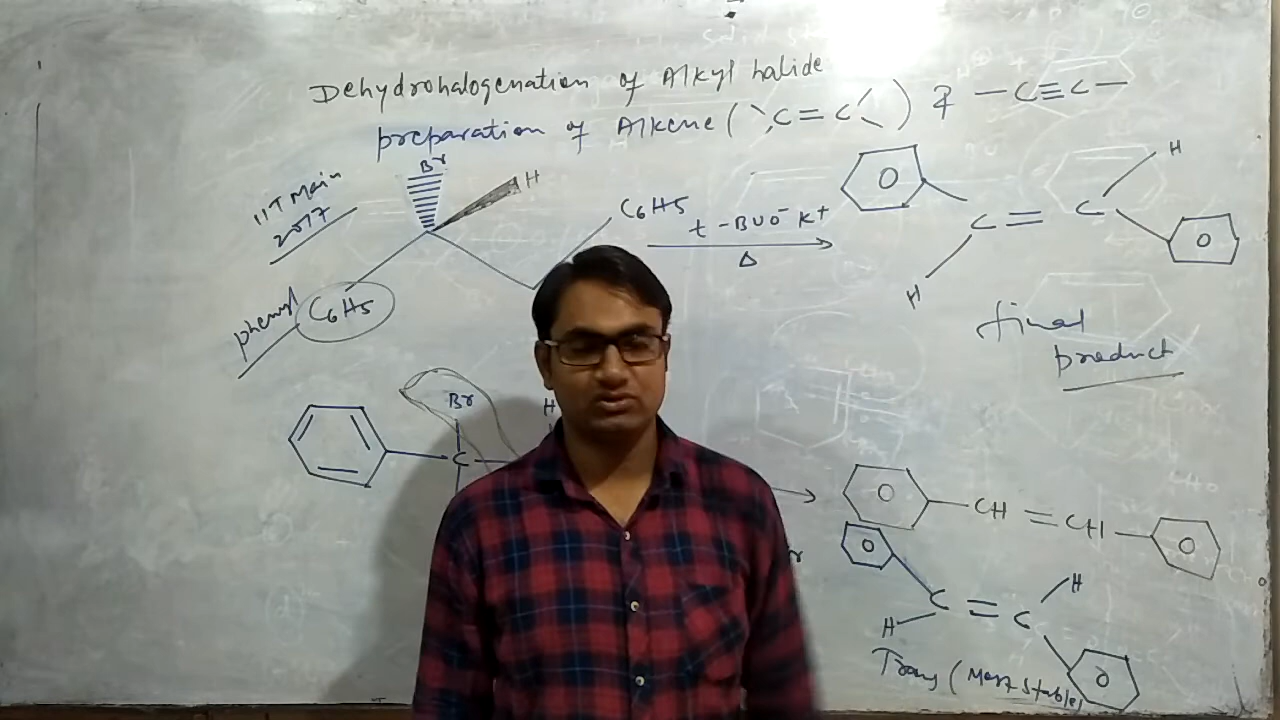 Dehydrohalogenation of Alkyl halide
preparation of Alkene ( C=C ) & -C≡C-
IIT Main
2017
Br
H
C6H5
t-BuO- K+
Δ
phenyl
C6H5
H
C = C
H
final
product
Br
H
C
CH = CH
C = C
H
H
Trans (Most stable)